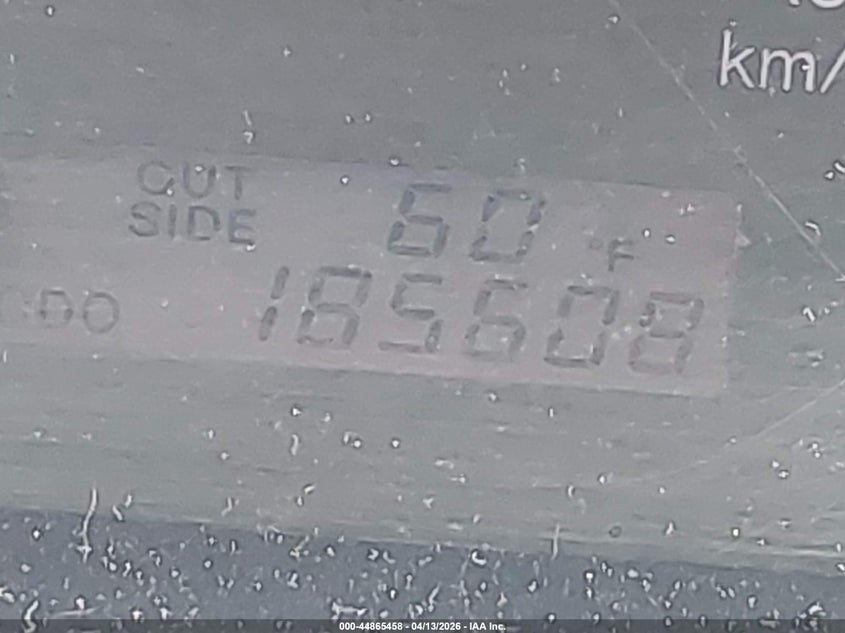 km/
OUT
SIDE
60 °F
ODO 185608
000-44865458 - 04/13/2026 - IAA Inc.